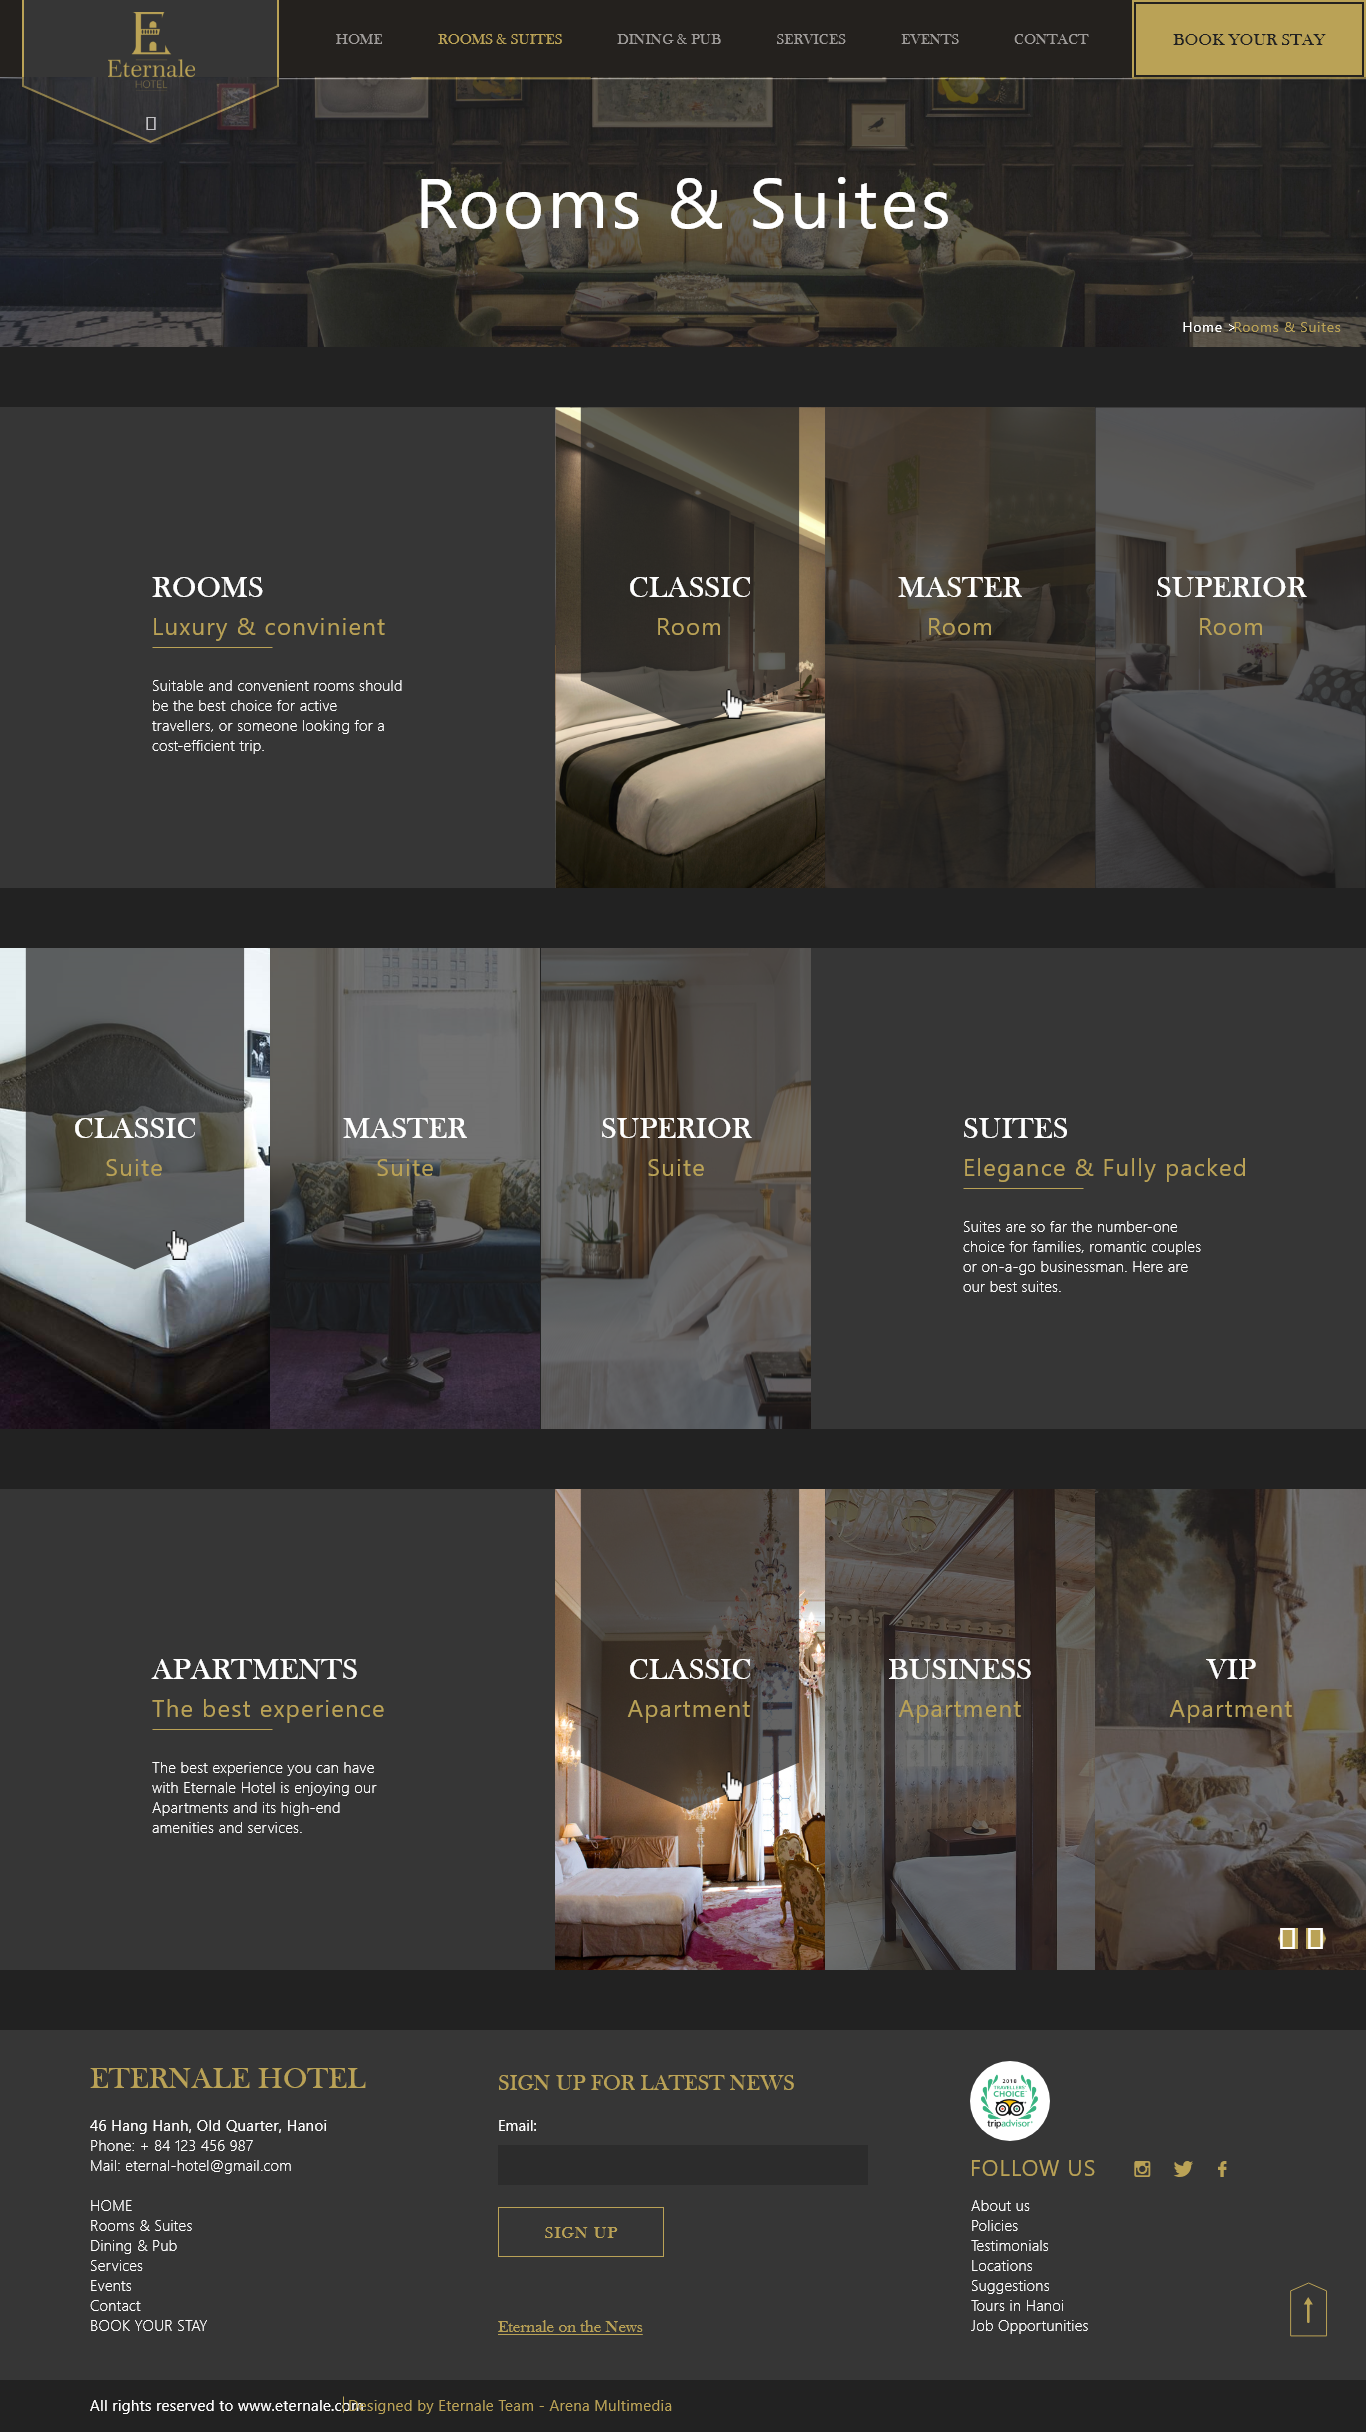 Eternale
HOTEL
HOME
ROOMS & SUITES
DINING & PUB
SERVICES
EVENTS
CONTACT
BOOK YOUR STAY
Rooms & Suites
Home >Rooms & Suites
ROOMS
Luxury & convinient
Suitable and convenient rooms should
be the best choice for active
travellers, or someone looking for a
cost-efficient trip.
CLASSIC
Room
MASTER
Room
SUPERIOR
Room
CLASSIC
Suite
MASTER
Suite
SUPERIOR
Suite
SUITES
Elegance & Fully packed
Suites are so far the number-one
choice for families, romantic couples
or on-a-go businessman. Here are
our best suites.
APARTMENTS
The best experience
The best experience you can have
with Eternale Hotel is enjoying our
Apartments and its high-end
amenities and services.
CLASSIC
Apartment
BUSINESS
Apartment
VIP
Apartment
ETERNALE HOTEL
46 Hang Hanh, Old Quarter, Hanoi
Phone: + 84 123 456 987
Mail: eternal-hotel@gmail.com
HOME
Rooms & Suites
Dining & Pub
Services
Events
Contact
BOOK YOUR STAY
SIGN UP FOR LATEST NEWS
Email:
SIGN UP
Eternale on the News
2018
TRAVELLERS'
CHOICE
tripadvisor
FOLLOW US
About us
Policies
Testimonials
Locations
Suggestions
Tours in Hanoi
Job Opportunities
All rights reserved to www.eternale.com
Designed by Eternale Team - Arena Multimedia